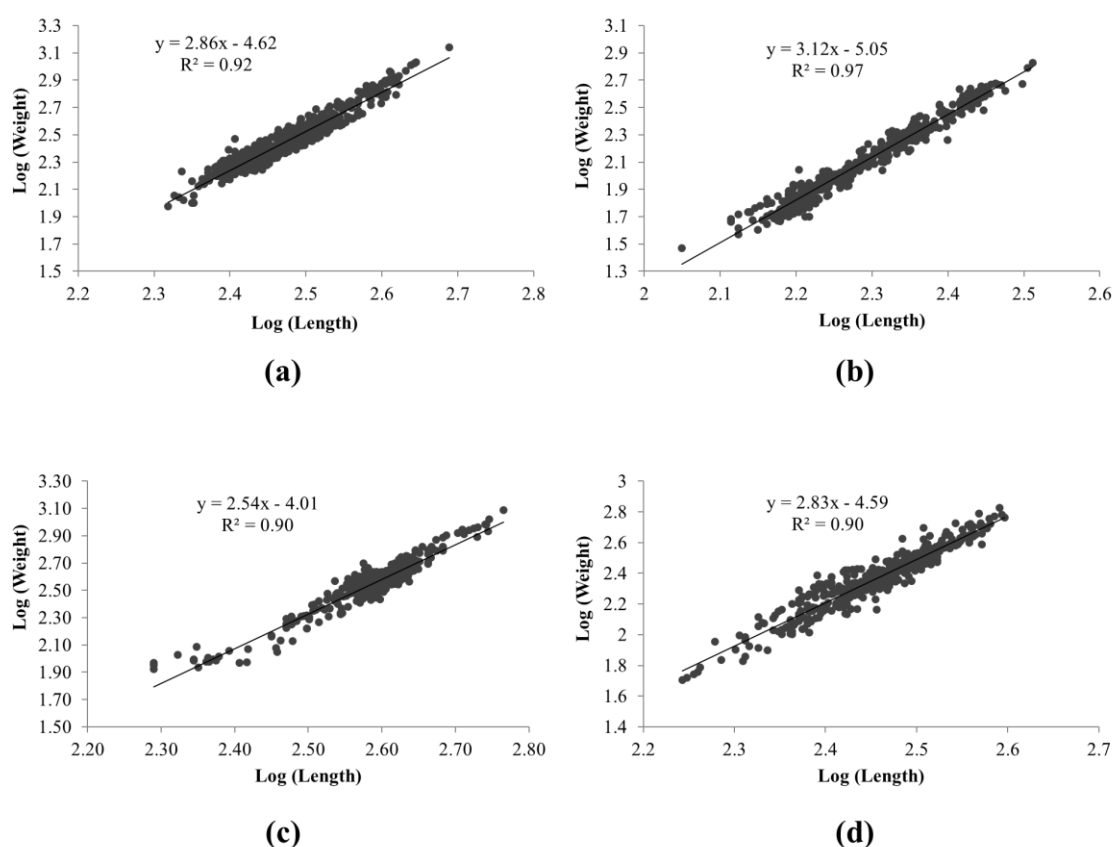 y = 2.86x - 4.62
R² = 0.92
Log (Weight)
3.3
3.1
2.9
2.7
2.5
2.3
2.1
1.9
1.7
1.5
2.2 2.3 2.4 2.5 2.6 2.7 2.8
Log (Length)
(a)
y = 3.12x - 5.05
R² = 0.97
Log (Weight)
3.1
2.9
2.7
2.5
2.3
2.1
1.9
1.7
1.5
1.3
2 2.1 2.2 2.3 2.4 2.5 2.6
Log (Length)
(b)
y = 2.54x - 4.01
R² = 0.90
Log (Weight)
3.30
3.10
2.90
2.70
2.50
2.30
2.10
1.90
1.70
1.50
2.20 2.30 2.40 2.50 2.60 2.70 2.80
Log (Length)
(c)
y = 2.83x - 4.59
R² = 0.90
Log (Weight)
3
2.8
2.6
2.4
2.2
2
1.8
1.6
1.4
2.2 2.3 2.4 2.5 2.6 2.7
Log (Length)
(d)